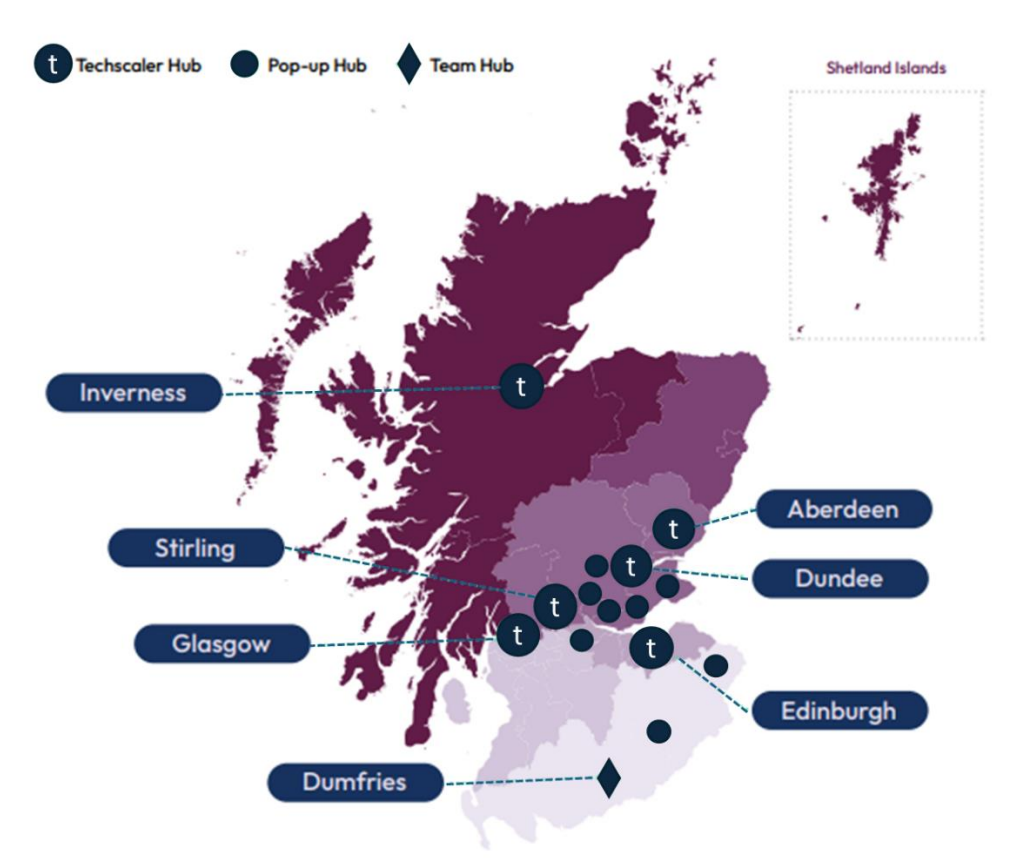 t Techscaler Hub
Pop-up Hub
Team Hub
Shetland Islands
t
Inverness
Aberdeen
t
Stirling
t
Dundee
t
Glasgow
t
t
Edinburgh
Dumfries